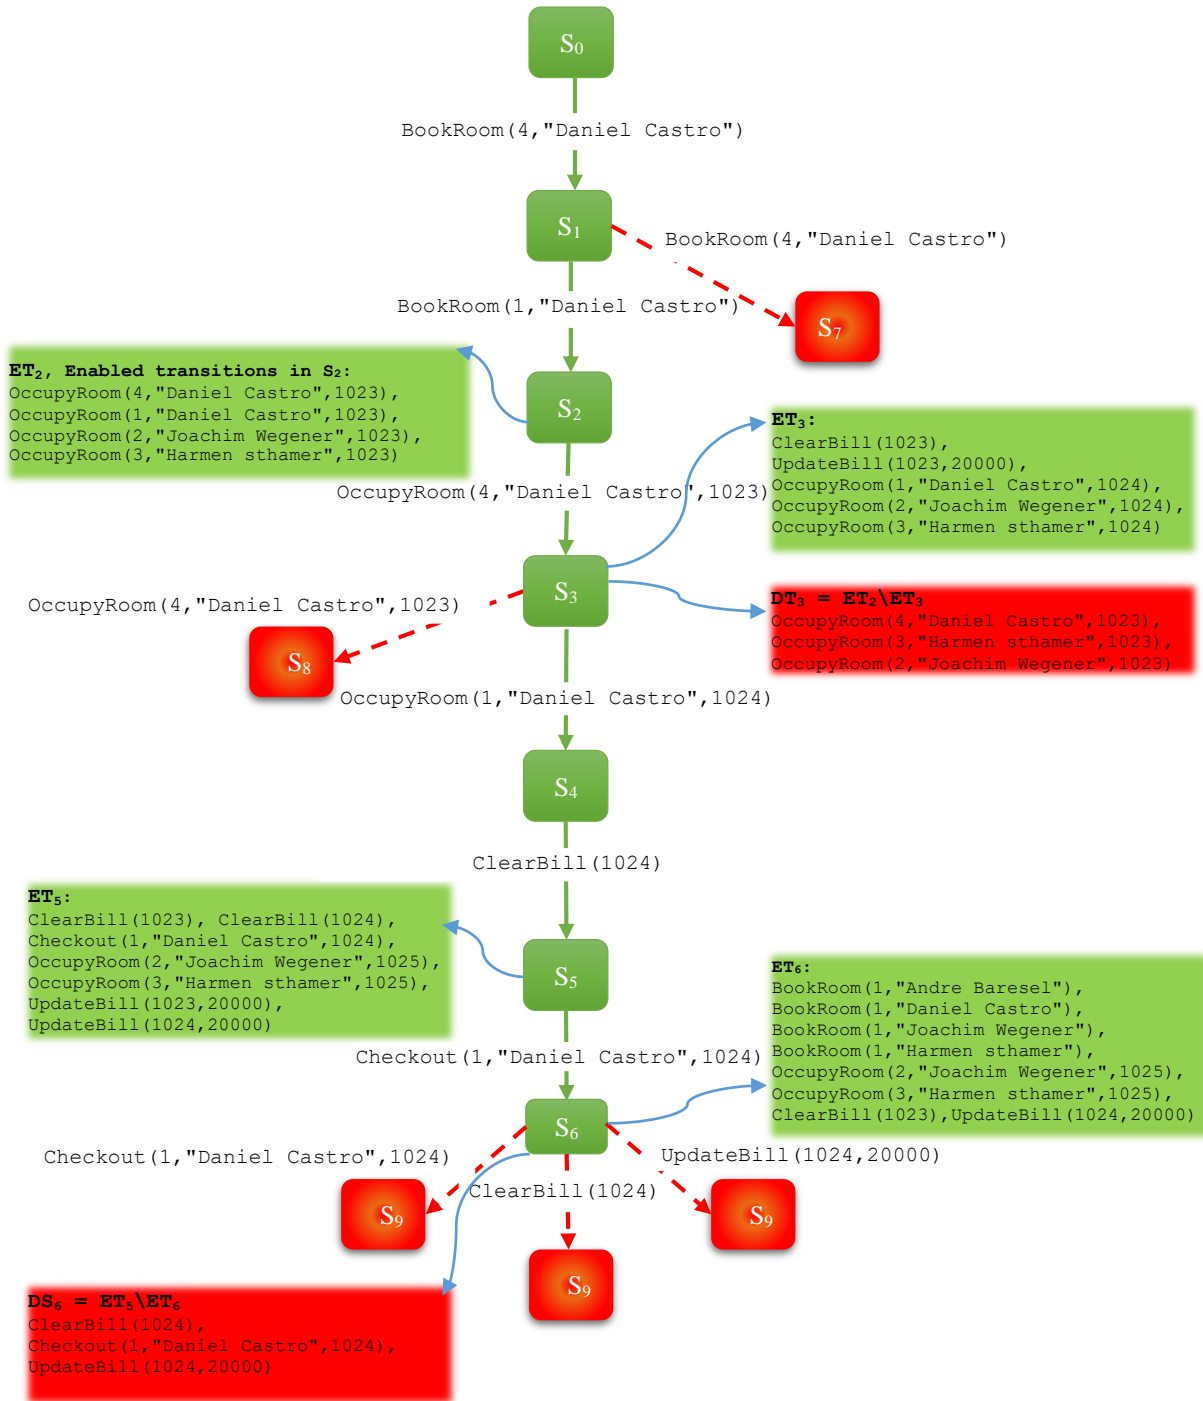 S₀
BookRoom(4,"Daniel Castro")
S₁
BookRoom(4,"Daniel Castro")
BookRoom(1,"Daniel Castro")
S₇
ET₂, Enabled transitions in S₂:
OccupyRoom(4,"Daniel Castro",1023),
OccupyRoom(1,"Daniel Castro",1023),
OccupyRoom(2,"Joachim Wegener",1023),
OccupyRoom(3,"Harmen sthamer",1023)
S₂
ET₃:
ClearBill(1023),
UpdateBill(1023,20000),
OccupyRoom(1,"Daniel Castro",1024),
OccupyRoom(2,"Joachim Wegener",1024),
OccupyRoom(3,"Harmen sthamer",1024)
OccupyRoom(4,"Daniel Castro",1023)
S₃
DT₃ = ET₂\ET₃
OccupyRoom(4,"Daniel Castro",1023),
OccupyRoom(3,"Harmen sthamer",1023),
OccupyRoom(2,"Joachim Wegener",1023)
OccupyRoom(4,"Daniel Castro",1023)
S₈
OccupyRoom(1,"Daniel Castro",1024)
S₄
ClearBill(1024)
ET₅:
ClearBill(1023), ClearBill(1024),
Checkout(1,"Daniel Castro",1024),
OccupyRoom(2,"Joachim Wegener",1025),
OccupyRoom(3,"Harmen sthamer",1025),
UpdateBill(1023,20000),
UpdateBill(1024,20000)
S₅
ET₆:
BookRoom(1,"Andre Baresel"),
BookRoom(1,"Daniel Castro"),
BookRoom(1,"Joachim Wegener"),
BookRoom(1,"Harmen sthamer"),
OccupyRoom(2,"Joachim Wegener",1025),
OccupyRoom(3,"Harmen sthamer",1025),
ClearBill(1023),UpdateBill(1024,20000)
Checkout(1,"Daniel Castro",1024)
S₆
Checkout(1,"Daniel Castro",1024)
UpdateBill(1024,20000)
ClearBill(1024)
S₉
S₉
S₉
DS₆ = ET₅\ET₆
ClearBill(1024),
Checkout(1,"Daniel Castro",1024),
UpdateBill(1024,20000)